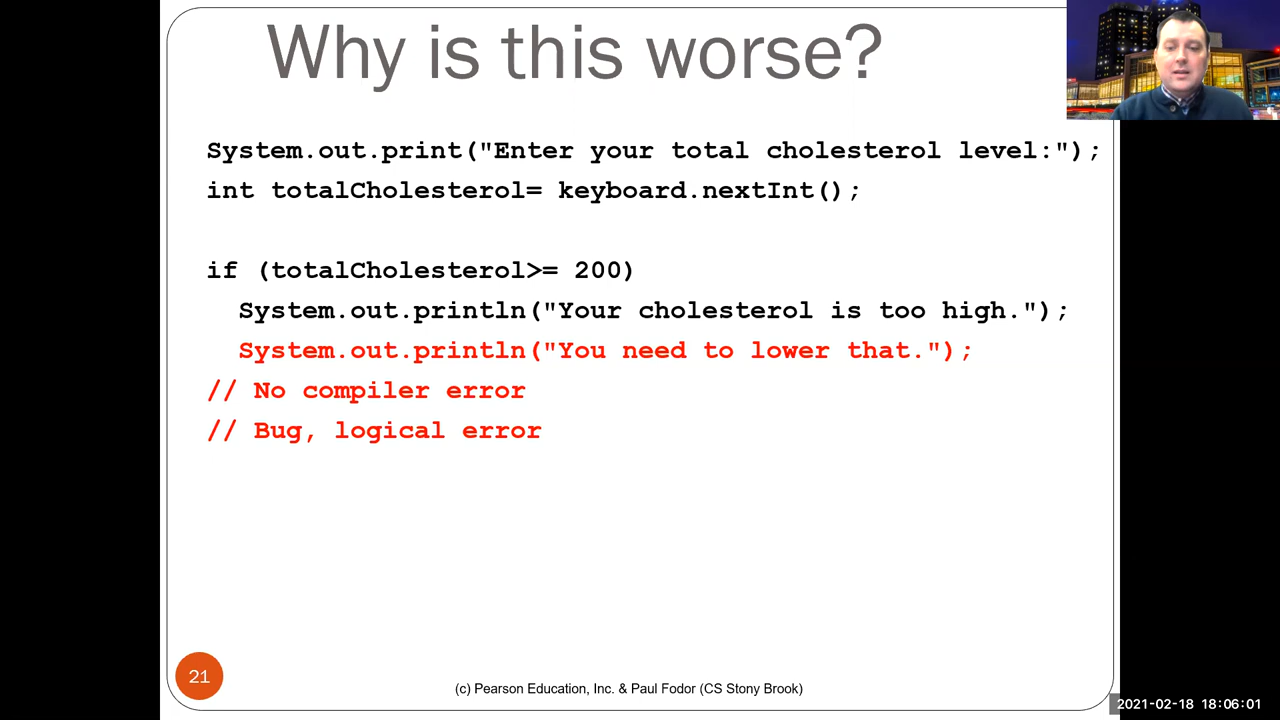 Why is this worse?
System.out.print("Enter your total cholesterol level:");
int totalCholesterol= keyboard.nextInt();
if (totalCholesterol>= 200)
System.out.println("Your cholesterol is too high.");
System.out.println("You need to lower that.");
// No compiler error
// Bug, logical error
21
(c) Pearson Education, Inc. & Paul Fodor (CS Stony Brook)
2021-02-18 18:06:01